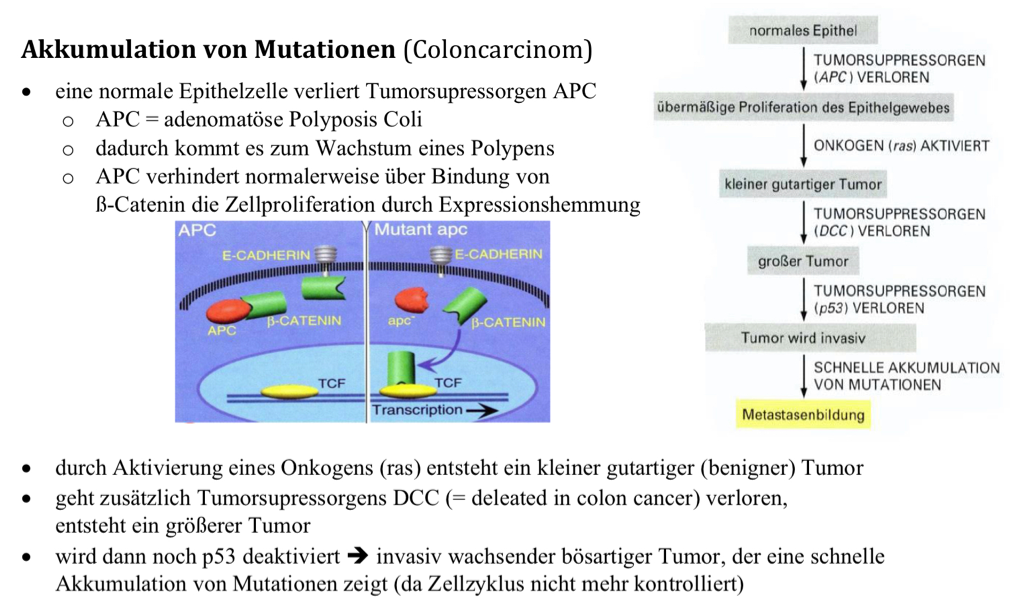 Akkumulation von Mutationen (Coloncarcinom)
• eine normale Epithelzelle verliert Tumorsupressorgen APC
o APC = adenomatöse Polyposis Coli
o dadurch kommt es zum Wachstum eines Polypens
o APC verhindert normalerweise über Bindung von
ß-Catenin die Zellproliferation durch Expressionshemmung
APC
E-CADHERIN
APC
β-CATENIN
TCF
Mutant apc
E-CADHERIN
apc-
β-CATENIN
TCF
Transcription
normales Epithel
TUMORSUPPRESSORGEN
(APC) VERLOREN
übermäßige Proliferation des Epithelgewebes
ONKOGEN (ras) AKTIVIERT
kleiner gutartiger Tumor
TUMORSUPPRESSORGEN
(DCC) VERLOREN
großer Tumor
TUMORSUPPRESSORGEN
(p53) VERLOREN
Tumor wird invasiv
SCHNELLE AKKUMULATION
VON MUTATIONEN
Metastasenbildung
• durch Aktivierung eines Onkogens (ras) entsteht ein kleiner gutartiger (benigner) Tumor
• geht zusätzlich Tumorsupressorgens DCC (= deleated in colon cancer) verloren,
entsteht ein größerer Tumor
• wird dann noch p53 deaktiviert ➔ invasiv wachsender bösartiger Tumor, der eine schnelle
Akkumulation von Mutationen zeigt (da Zellzyklus nicht mehr kontrolliert)